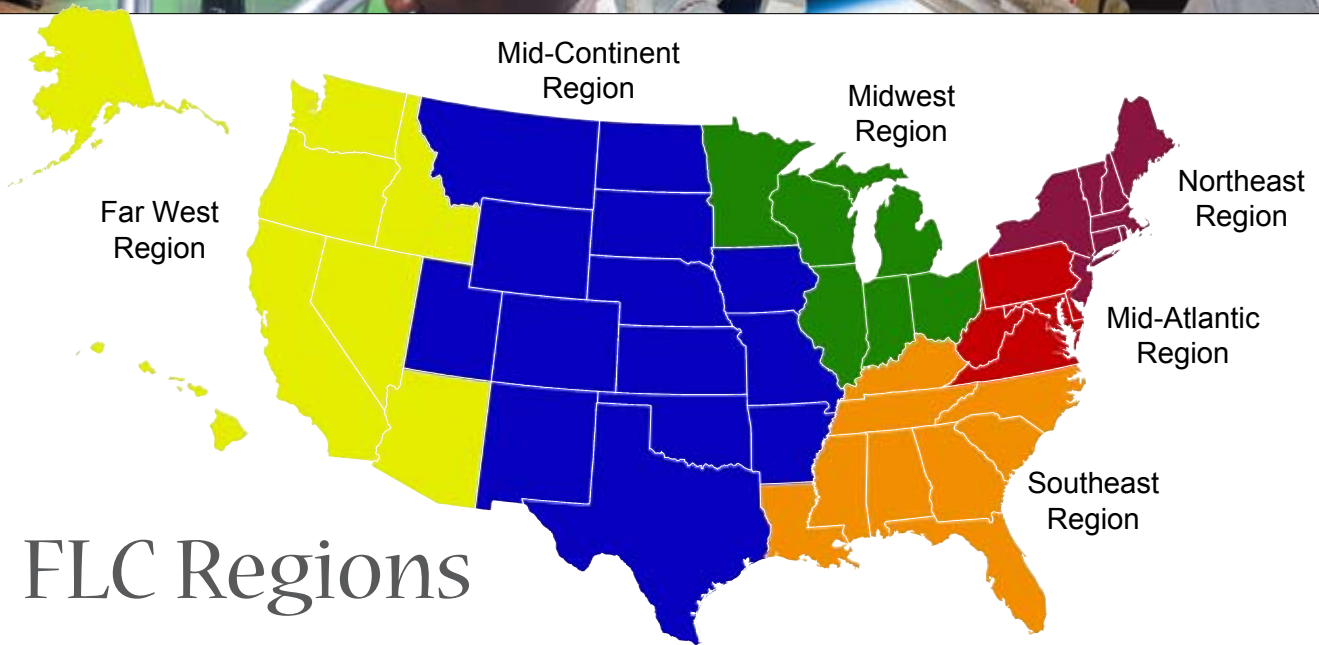 Mid-Continent
Region
Midwest
Region
Northeast
Region
Far West
Region
Mid-Atlantic
Region
Southeast
Region
FLC Regions